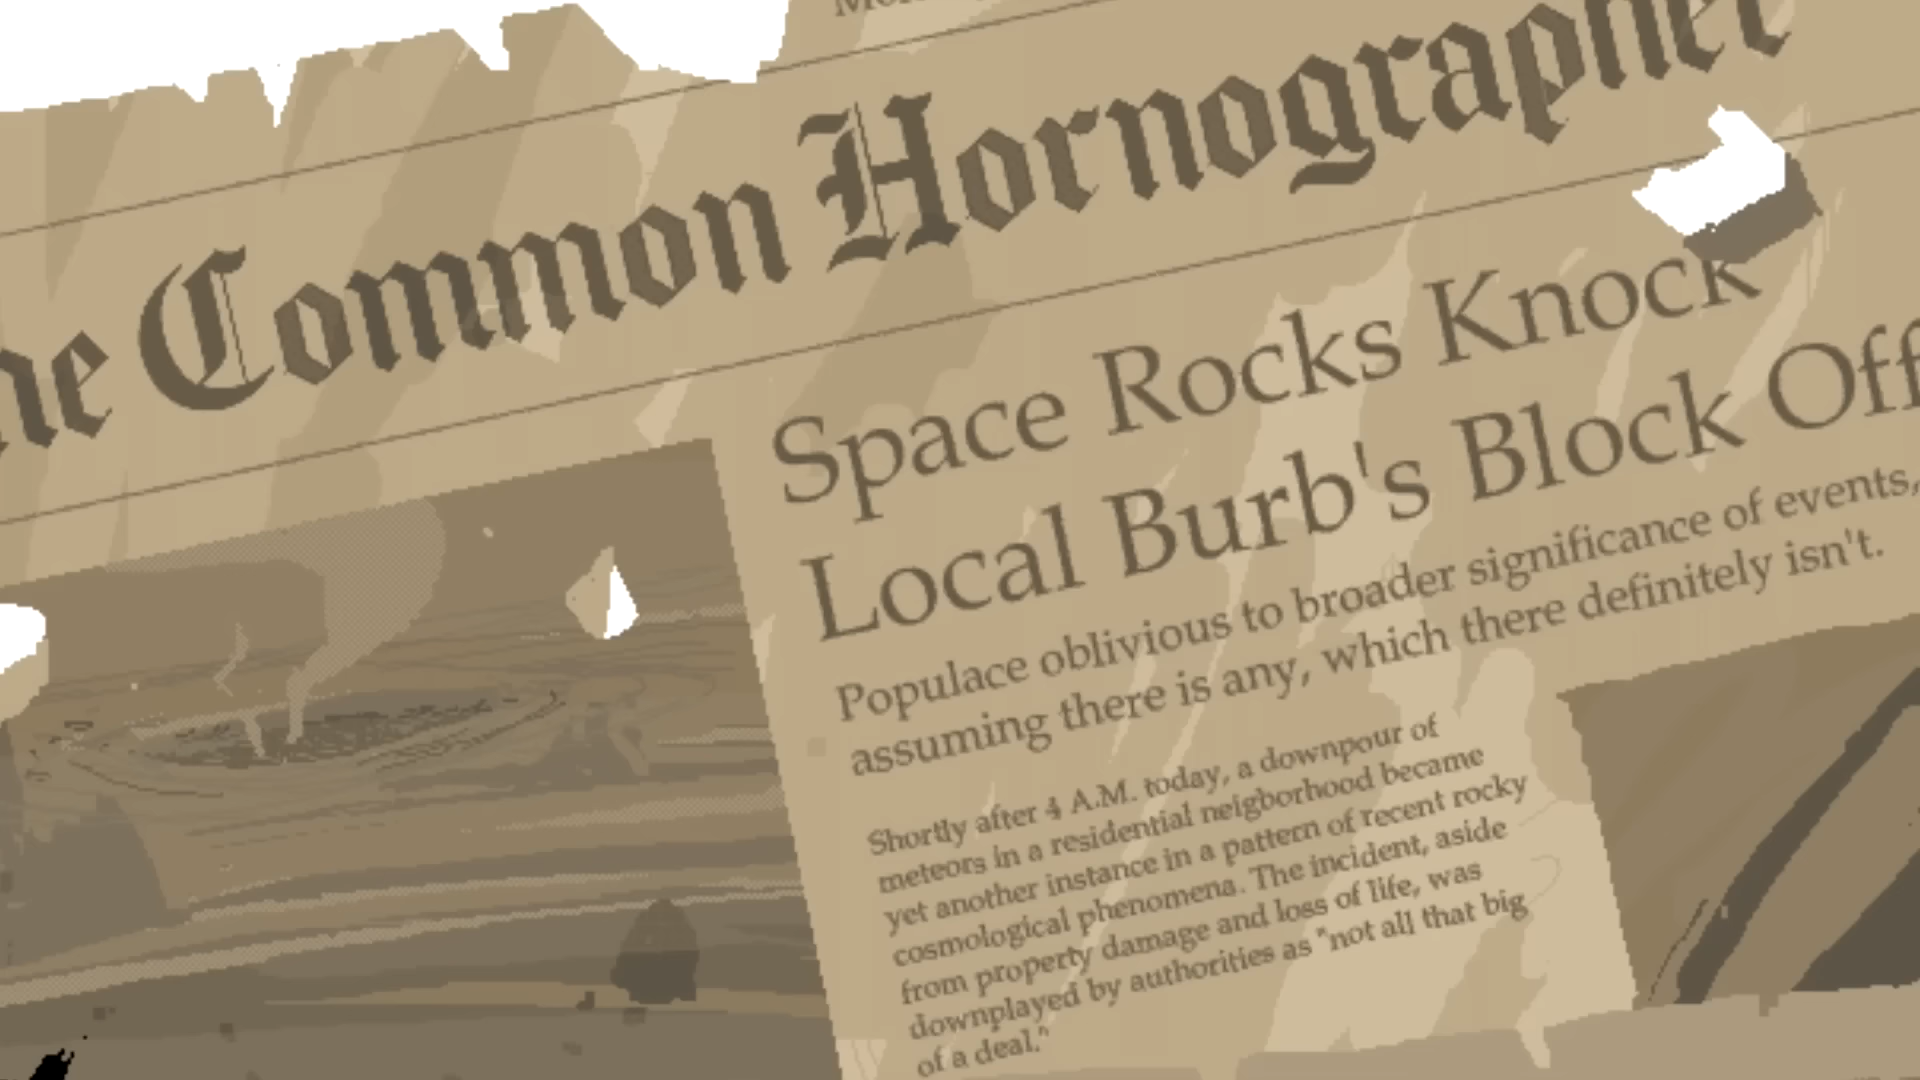 he Common Hornographer
Space Rocks Knock
Local Burb's Block Off
Populace oblivious to broader significance of events,
assuming there is any, which there definitely isn't.
Shortly after 4 A.M. today, a downpour of
meteors in a residential neigborhood became
yet another instance in a pattern of recent rocky
cosmological phenomena. The incident, aside
from property damage and loss of life, was
downplayed by authorities as "not all that big
of a deal."